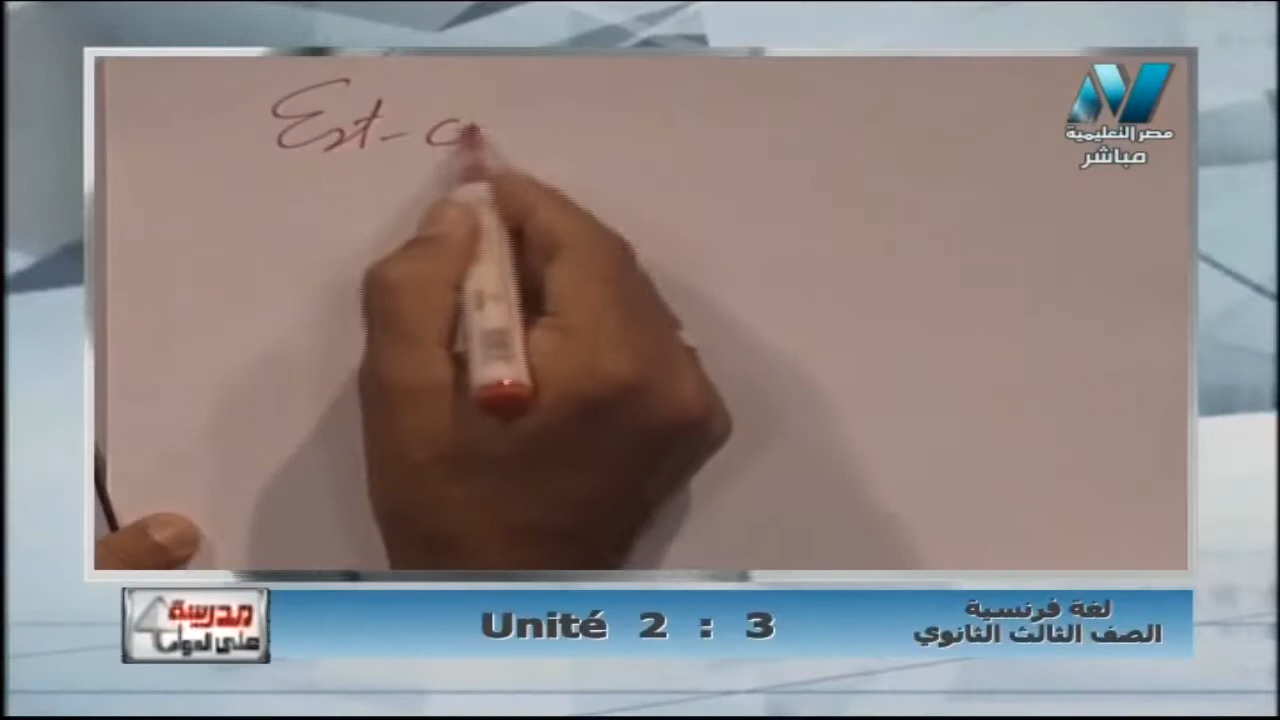 Est-c
مصر التعليمية
مباشر
مدرسة
على الهواء
Unité 2 : 3
لغة فرنسية
الصف الثالث الثانوي